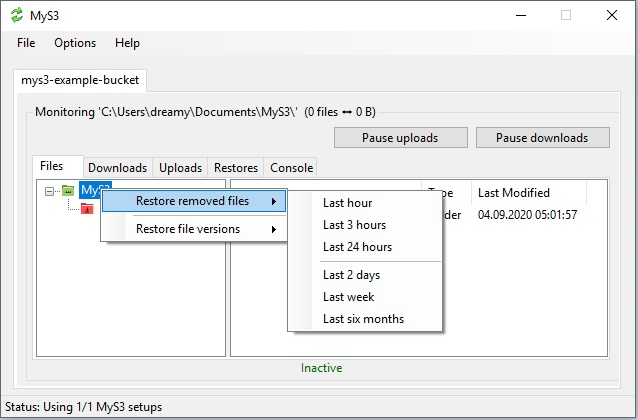 MyS3
File Options Help
mys3-example-bucket
Monitoring 'C:\Users\dreamy\Documents\MyS3\' (0 files ↔ 0 B)
Pause uploads Pause downloads
Files Downloads Uploads Restores Console
MyS3
Type Last Modified
04.09.2020 05:01:57
Restore removed files
Restore file versions
Last hour
Last 3 hours
Last 24 hours
Last 2 days
Last week
Last six months
Inactive
Status: Using 1/1 MyS3 setups